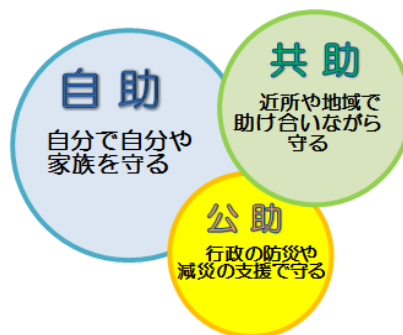 自助
自分で自分や
家族を守る
共助
近所や地域で
助け合いながら
守る
公助
行政の防災や
減災の支援で守る